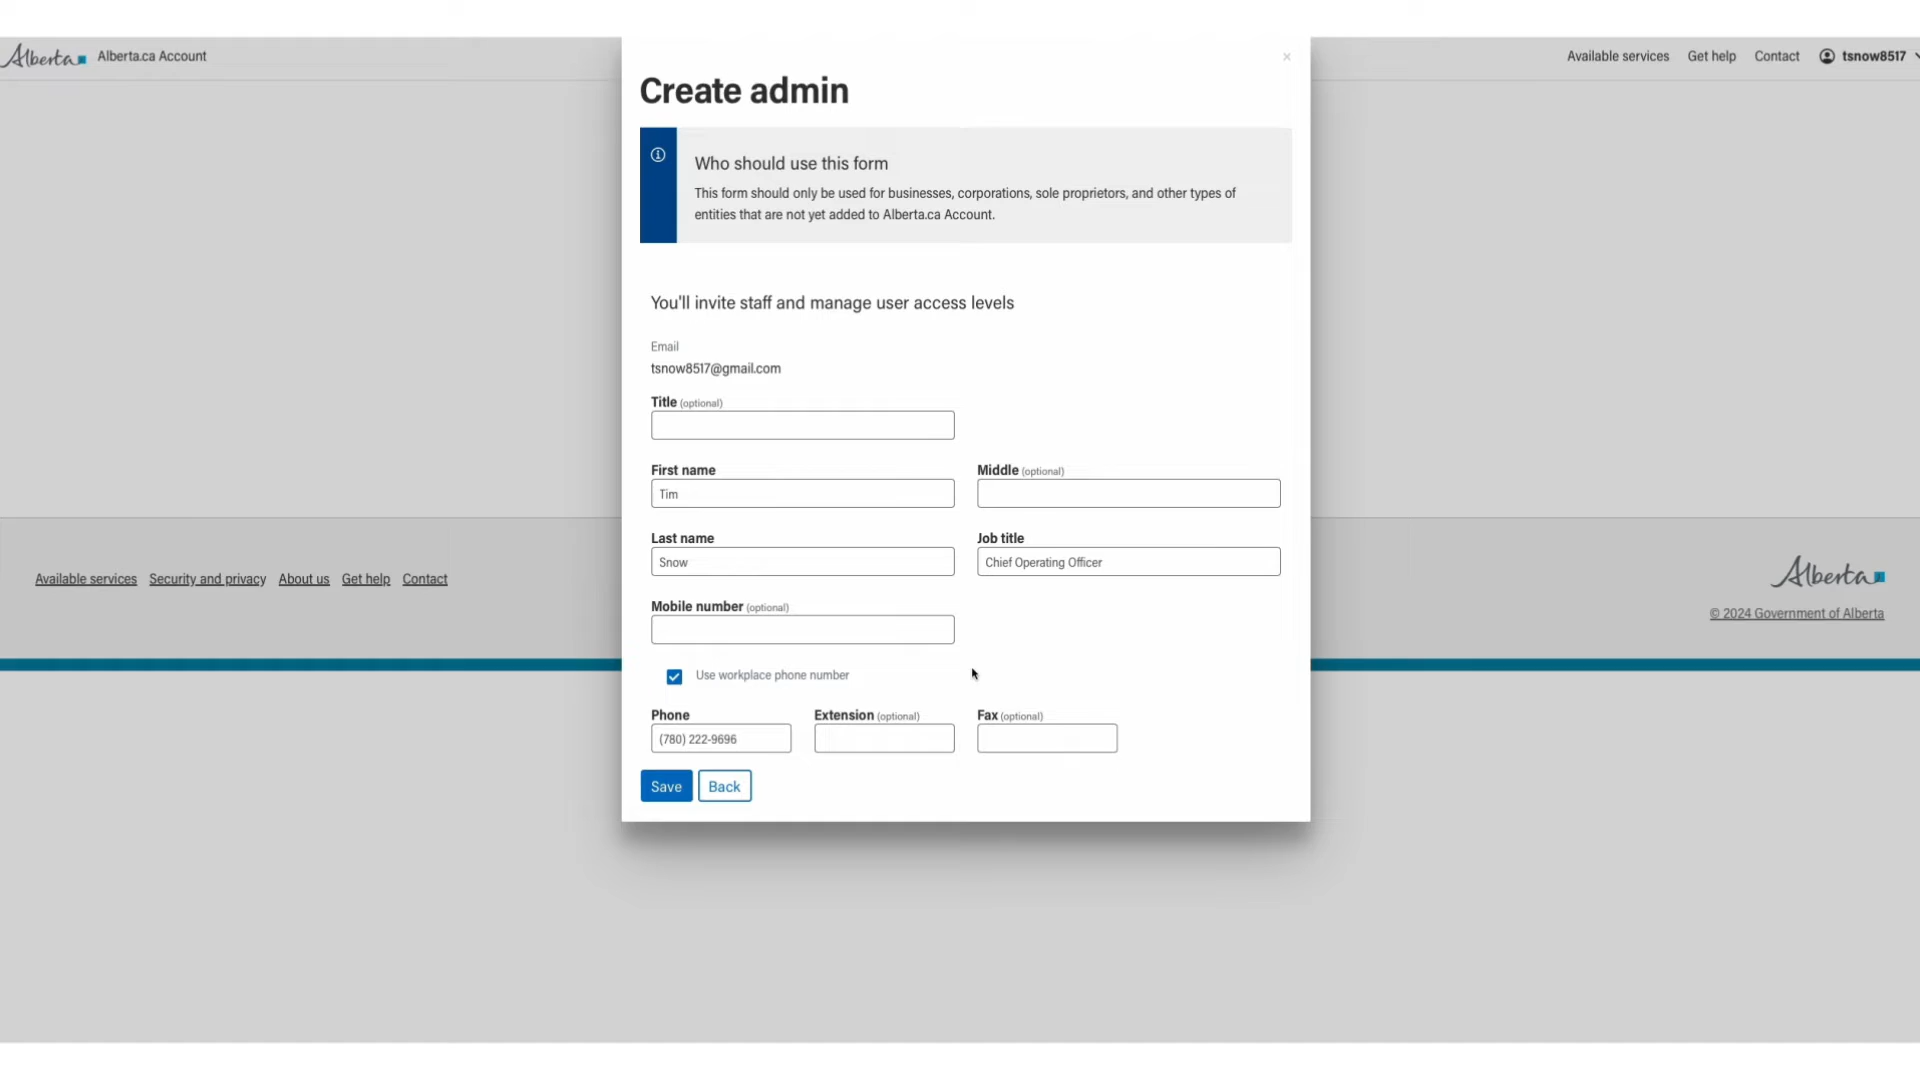 Alberta Alberta.ca Account
Available services Get help Contact tsnow8517
×
Create admin
Who should use this form
This form should only be used for businesses, corporations, sole proprietors, and other types of
entities that are not yet added to Alberta.ca Account.
You'll invite staff and manage user access levels
Email
tsnow8517@gmail.com
Title (optional)
First name Middle (optional)
Tim
Last name Job title
Snow Chief Operating Officer
Mobile number (optional)
Use workplace phone number
Phone Extension (optional) Fax (optional)
(780) 222-9696
Save Back
Available services Security and privacy About us Get help Contact
Alberta
© 2024 Government of Alberta